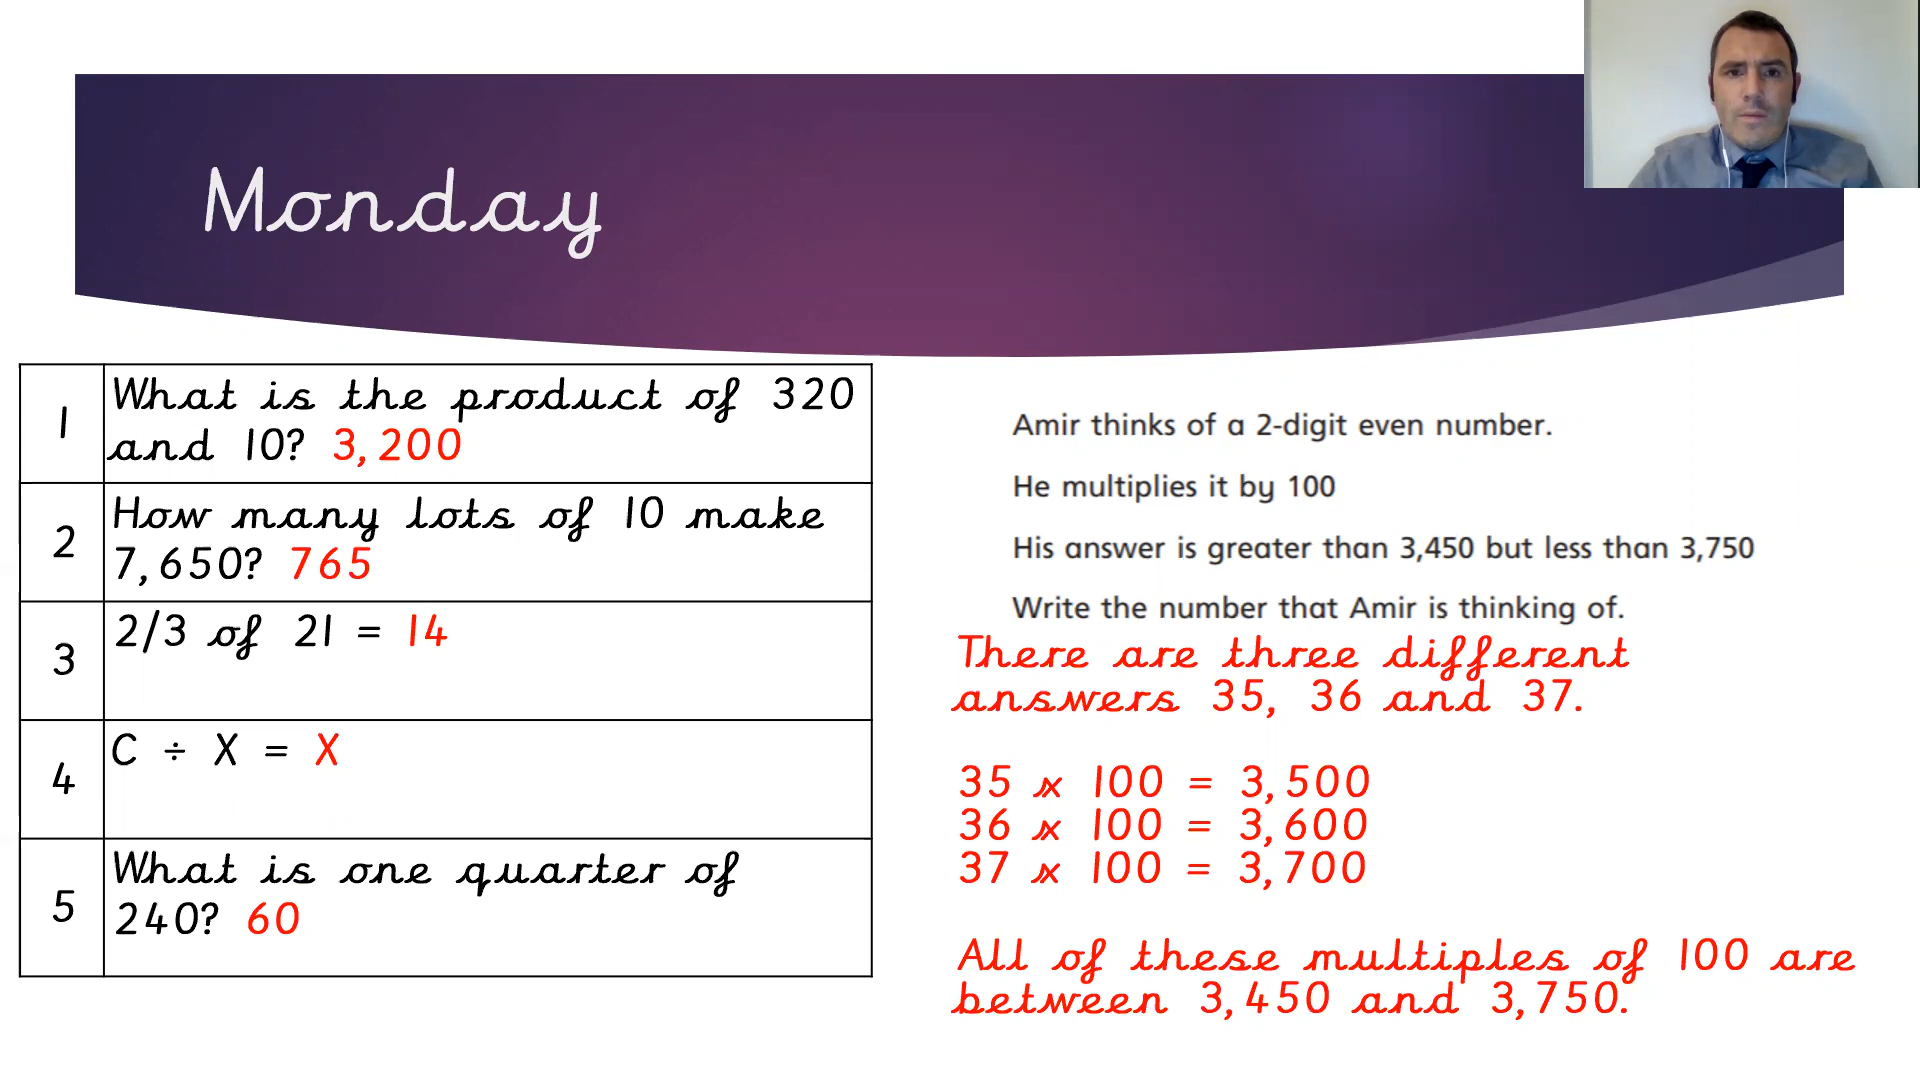 Monday
1
What is the product of 320
and 10? 3,200
2
How many lots of 10 make
7,650? 765
3
2/3 of 21 = 14
4
C ÷ X = X
5
What is one quarter of
240? 60
Amir thinks of a 2-digit even number.
He multiplies it by 100
His answer is greater than 3,450 but less than 3,750
Write the number that Amir is thinking of.
There are three different
answers 35, 36 and 37.
35 x 100 = 3,500
36 x 100 = 3,600
37 x 100 = 3,700
All of these multiples of 100 are
between 3,450 and 3,750.